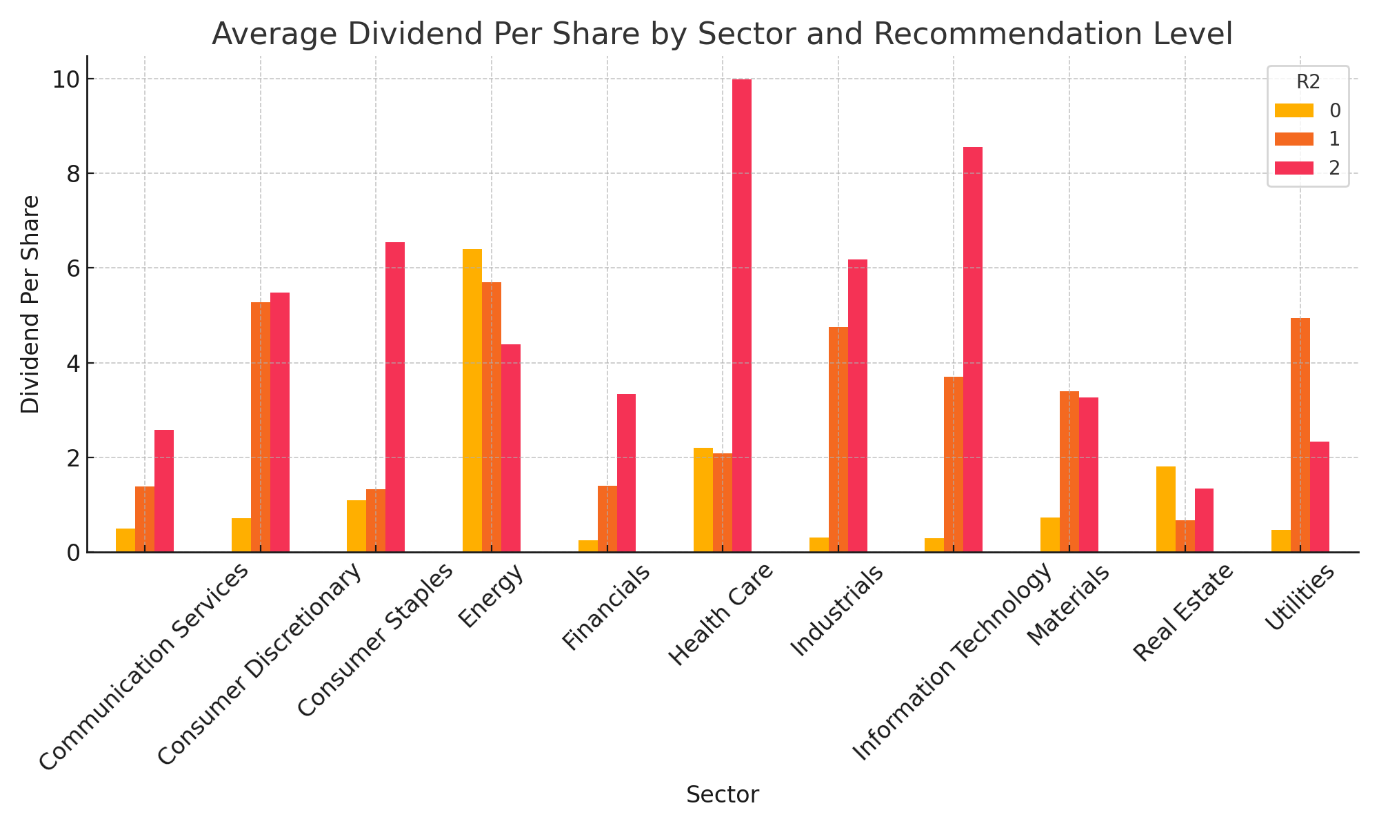 Average Dividend Per Share by Sector and Recommendation Level
R2
0
1
2
Dividend Per Share
10
8
6
4
2
0
Communication Services
Consumer Discretionary
Consumer Staples
Energy
Financials
Health Care
Industrials
Information Technology
Materials
Real Estate
Utilities
Sector